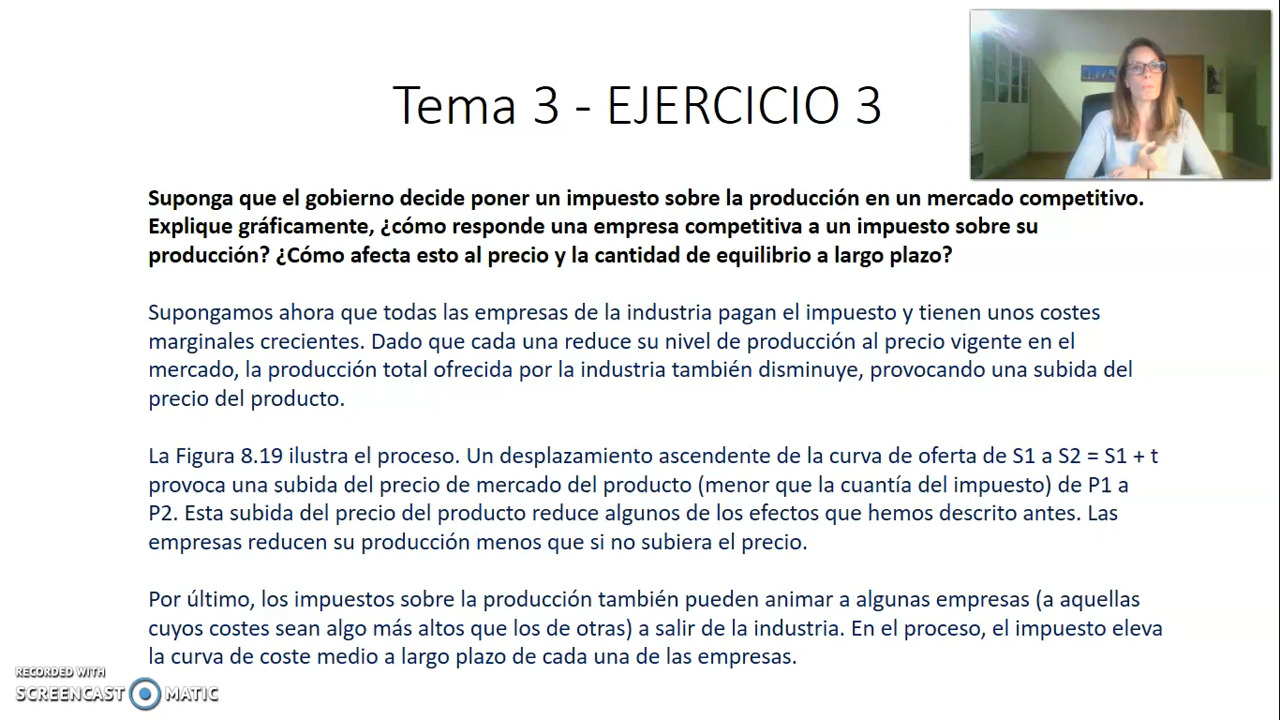 Tema 3 - EJERCICIO 3
Suponga que el gobierno decide poner un impuesto sobre la producción en un mercado competitivo.
Explique gráficamente, ¿cómo responde una empresa competitiva a un impuesto sobre su
producción? ¿Cómo afecta esto al precio y la cantidad de equilibrio a largo plazo?
Supongamos ahora que todas las empresas de la industria pagan el impuesto y tienen unos costes
marginales crecientes. Dado que cada una reduce su nivel de producción al precio vigente en el
mercado, la producción total ofrecida por la industria también disminuye, provocando una subida del
precio del producto.
La Figura 8.19 ilustra el proceso. Un desplazamiento ascendente de la curva de oferta de S1 a S2 = S1 + t
provoca una subida del precio de mercado del producto (menor que la cuantía del impuesto) de P1 a
P2. Esta subida del precio del producto reduce algunos de los efectos que hemos descrito antes. Las
empresas reducen su producción menos que si no subiera el precio.
Por último, los impuestos sobre la producción también pueden animar a algunas empresas (a aquellas
cuyos costes sean algo más altos que los de otras) a salir de la industria. En el proceso, el impuesto eleva
la curva de coste medio a largo plazo de cada una de las empresas.
RECORDED WITH
SCREENCAST MATIC